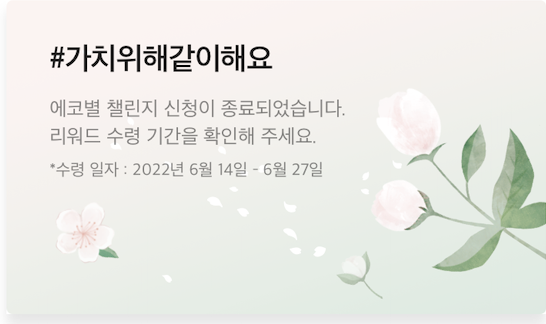 #가치위해같이해요
에코별 챌린지 신청이 종료되었습니다.
리워드 수령 기간을 확인해 주세요.
*수령 일자 : 2022년 6월 14일 - 6월 27일